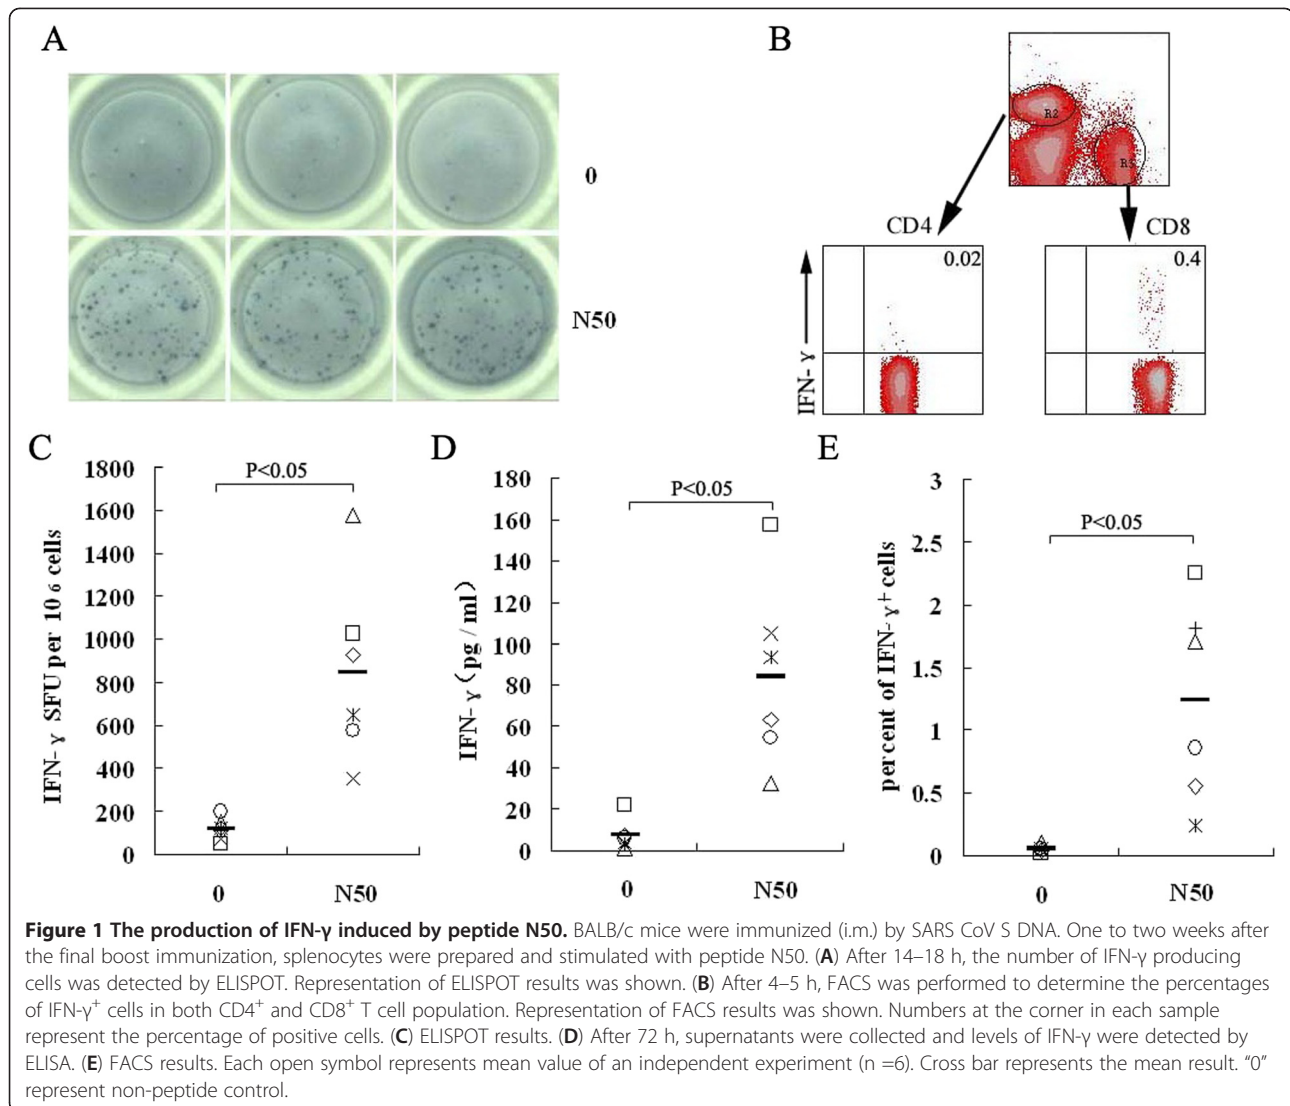 A
B
0
N50
R2
R3
CD4
CD8
0.02
0.4
IFN- γ
C
D
E
1800
1600
1400
1200
1000
800
600
400
200
0
IFN- γ SFU per 10 6 cells
P<0.05
0
N50
180
160
140
120
100
80
60
40
20
0
IFN- γ (pg / ml)
P<0.05
0
N50
3
2.5
2
1.5
1
0.5
0
percent of IFN- γ+ cells
P<0.05
0
N50
Figure 1 The production of IFN-γ induced by peptide N50. BALB/c mice were immunized (i.m.) by SARS CoV S DNA. One to two weeks after
the final boost immunization, splenocytes were prepared and stimulated with peptide N50. (A) After 14–18 h, the number of IFN-γ producing
cells was detected by ELISPOT. Representation of ELISPOT results was shown. (B) After 4–5 h, FACS was performed to determine the percentages
of IFN-γ+ cells in both CD4+ and CD8+ T cell population. Representation of FACS results was shown. Numbers at the corner in each sample
represent the percentage of positive cells. (C) ELISPOT results. (D) After 72 h, supernatants were collected and levels of IFN-γ were detected by
ELISA. (E) FACS results. Each open symbol represents mean value of an independent experiment (n =6). Cross bar represents the mean result. “0”
represent non-peptide control.